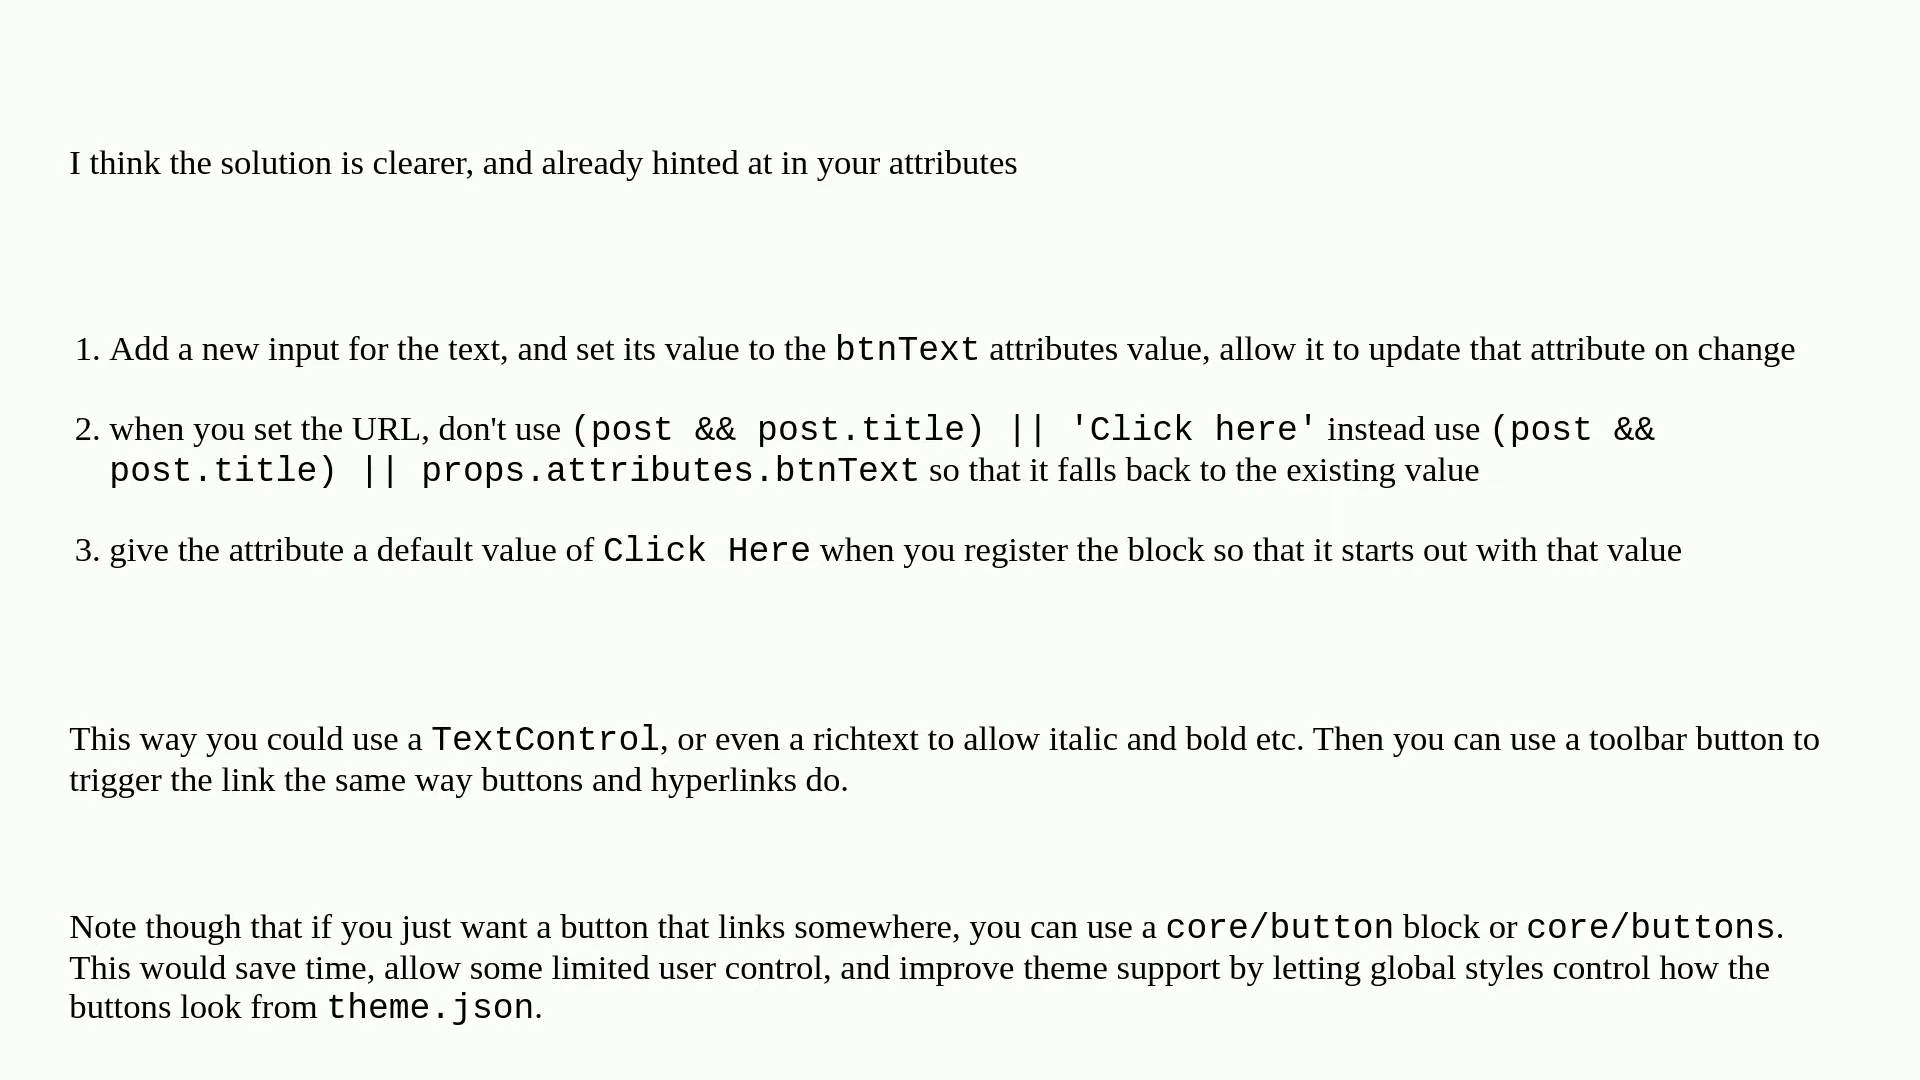 I think the solution is clearer, and already hinted at in your attributes
1. Add a new input for the text, and set its value to the btnText attributes value, allow it to update that attribute on change
2. when you set the URL, don't use (post && post.title) || 'Click here' instead use (post &&
post.title) || props.attributes.btnText so that it falls back to the existing value
3. give the attribute a default value of Click Here when you register the block so that it starts out with that value
This way you could use a TextControl, or even a richtext to allow italic and bold etc. Then you can use a toolbar button to
trigger the link the same way buttons and hyperlinks do.
Note though that if you just want a button that links somewhere, you can use a core/button block or core/buttons.
This would save time, allow some limited user control, and improve theme support by letting global styles control how the
buttons look from theme.json.